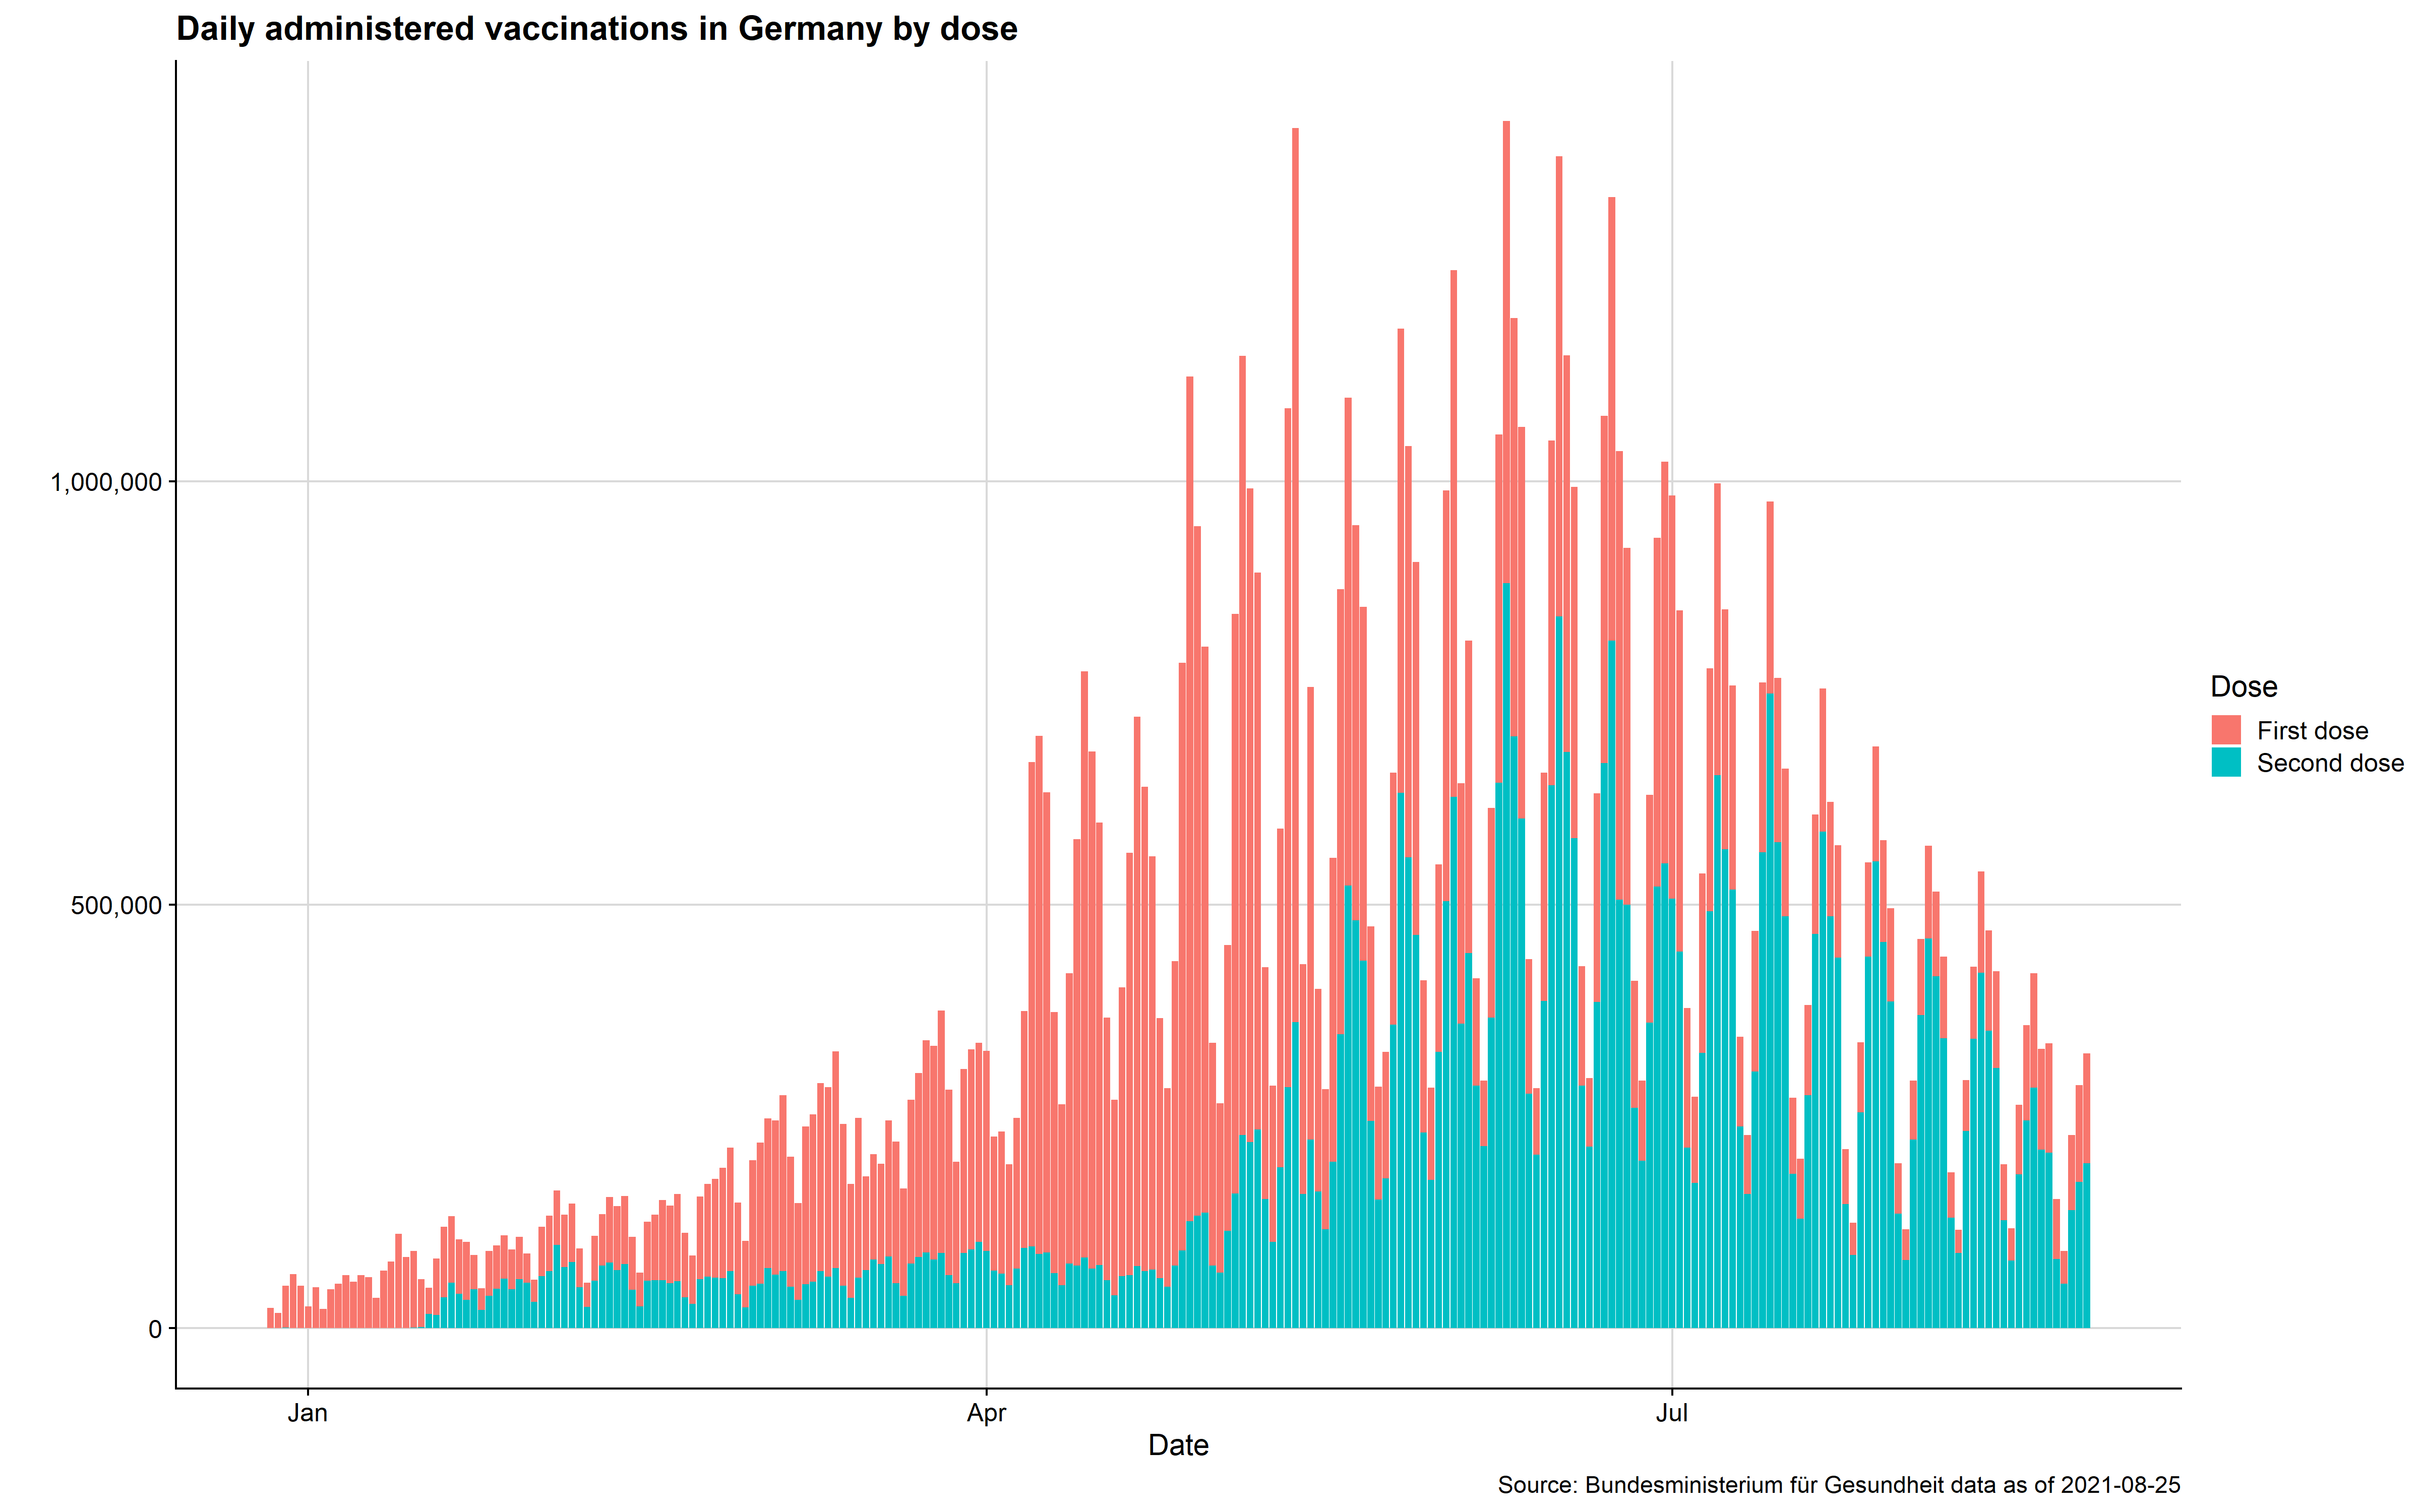 Daily administered vaccinations in Germany by dose
1,000,000
500,000
0
Jan
Apr
Jul
Date
Dose
First dose
Second dose
Source: Bundesministerium für Gesundheit data as of 2021-08-25